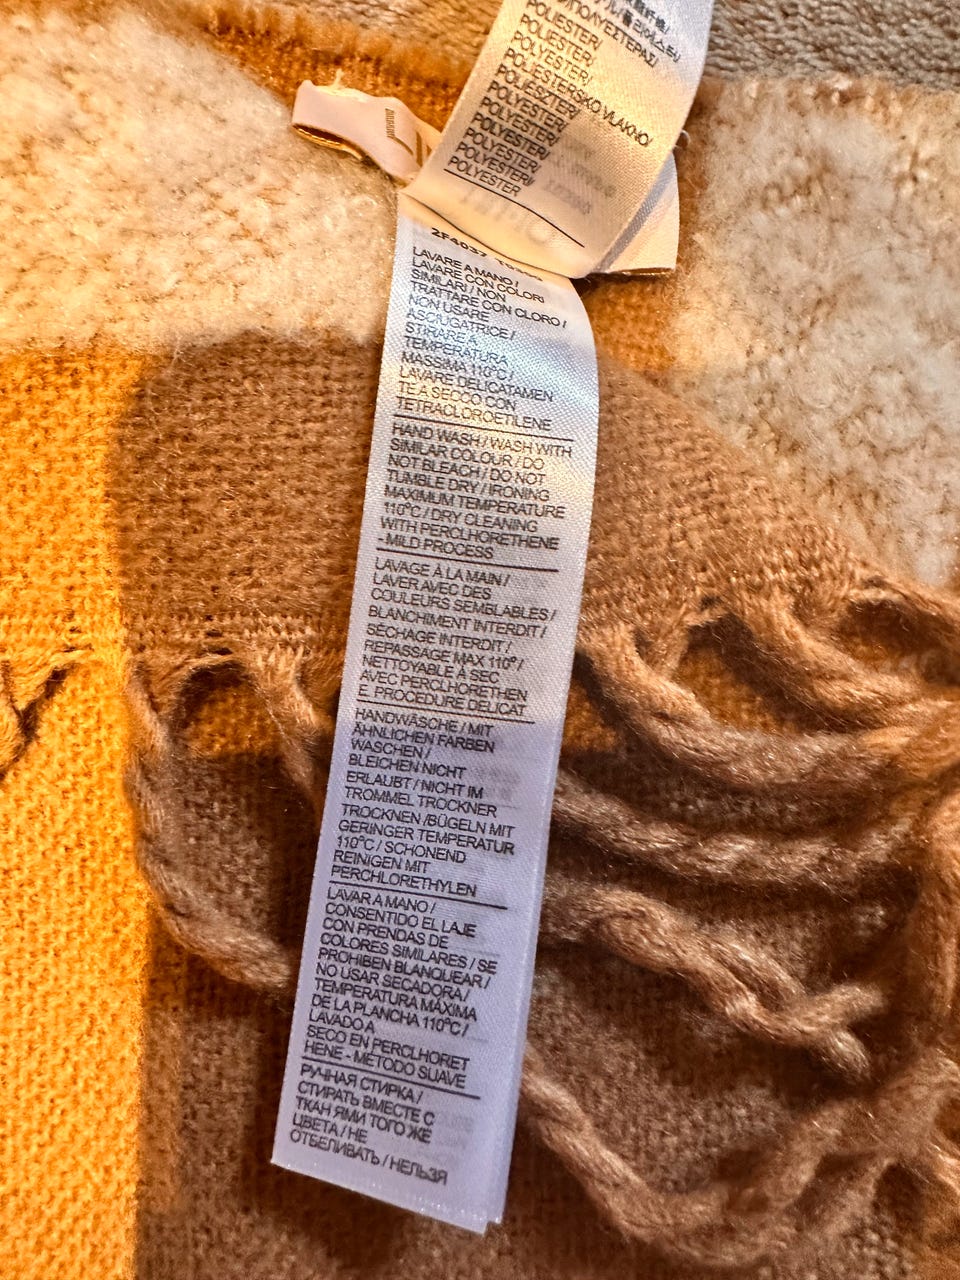 POLIESTER/
ΠΟΛΥΕΣΤΕΡΑΣ/
POLIESTER/
POLYESTER/
POLIESTERSKO VLAKNO/
POLIESZTER/
POLYESTER/
POLYESTER/
POLYESTER/
POLYESTER/
POLYESTER
LAVARE A MANO /
LAVARE CON COLORI
SIMILARI / NON
TRATTARE CON CLORO /
NON USARE
ASCIUGATRICE /
STIRARE A
TEMPERATURA
MASSIMA 110°C /
LAVARE DELICATAMEN
TE A SECCO CON
TETRACLOROETILENE
HAND WASH / WASH WITH
SIMILAR COLOUR / DO
NOT BLEACH / DO NOT
TUMBLE DRY / IRONING
MAXIMUM TEMPERATURE
110°C / DRY CLEANING
WITH PERCLHORETHENE
- MILD PROCESS
LAVAGE À LA MAIN /
LAVER AVEC DES
COULEURS SEMBLABLES /
BLANCHIMENT INTERDIT /
SÉCHAGE INTERDIT /
REPASSAGE MAX 110° /
NETTOYABLE À SEC
AVEC PERCLHORETHEN
E. PROCEDURE DELICAT
HANDWÄSCHE / MIT
ÄHNLICHEN FARBEN
WASCHEN /
BLEICHEN NICHT
ERLAUBT / NICHT IM
TROMMEL TROCKNER
TROCKNEN /BÜGELN MIT
GERINGER TEMPERATUR
110°C / SCHONEND
REINIGEN MIT
PERCHLORETHYLEN
LAVAR A MANO /
CONSENTIDO EL LAJE
CON PRENDAS DE
COLORES SIMILARES / SE
PROHIBEN BLANQUEAR /
NO USAR SECADORA /
TEMPERATURA MÁXIMA
DE LA PLANCHA 110°C /
LAVADO A
SECO EN PERCLHORET
HENE - MÉTODO SUAVE
РУЧНАЯ СТИРКА /
СТИРАТЬ ВМЕСТЕ С
ТКАН ЯМИ ТОГО ЖЕ
ЦВЕТА / НЕ
ОТБЕЛИВАТЬ / НЕЛЬЗЯ